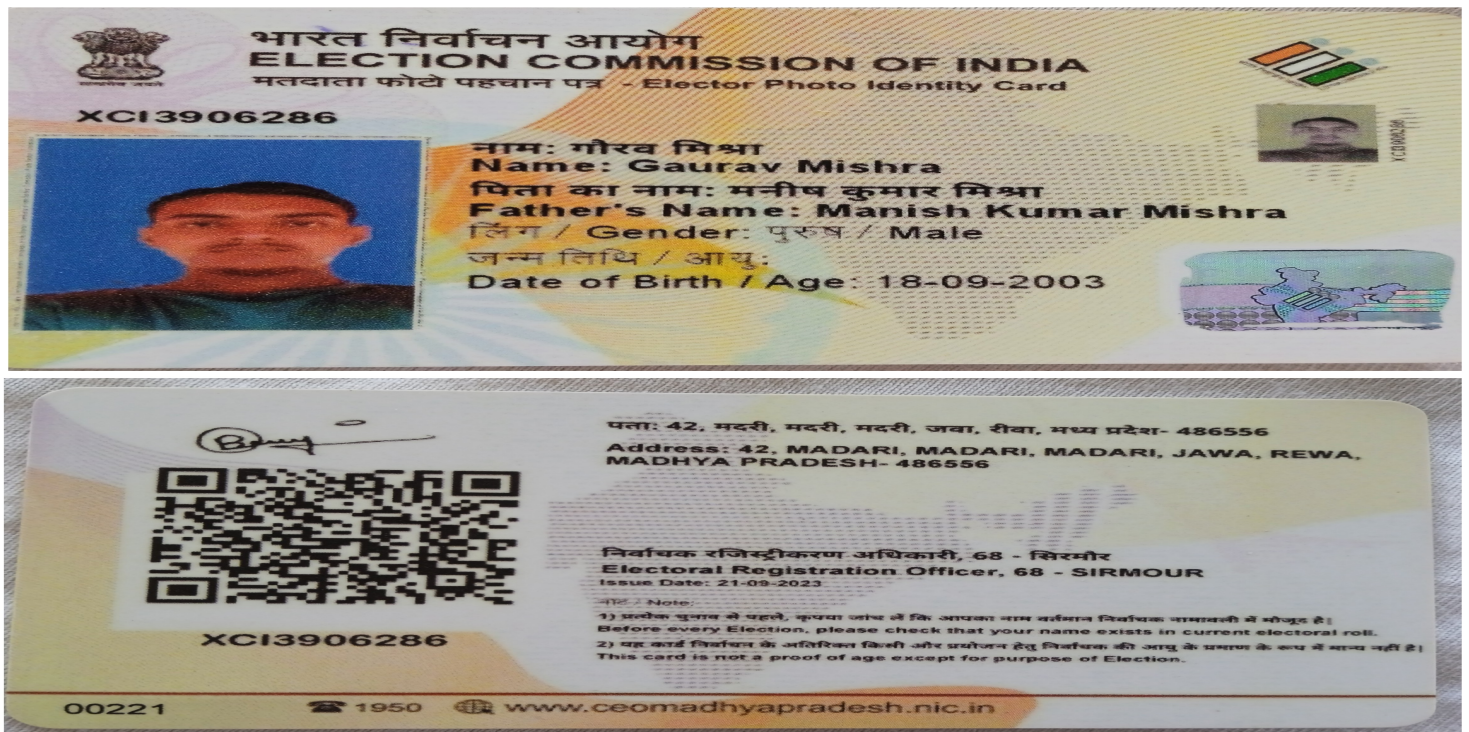 भारत निर्वाचन आयोग
ELECTION COMMISSION OF INDIA
मतदाता फोटो पहचान पत्र - Elector Photo Identity Card
XCI3906286
XCI3906286
नाम: गौरव मिश्रा
Name: Gaurav Mishra
पिता का नाम: मनीष कुमार मिश्रा
Father's Name: Manish Kumar Mishra
लिंग / Gender: पुरुष / Male
जन्म तिथि / आयु:
Date of Birth / Age: 18-09-2003
पता: 42, मदरी, मदरी, मदरी, जवा, रीवा, मध्य प्रदेश- 486556
Address: 42, MADARI, MADARI, MADARI, JAWA, REWA,
MADHYA PRADESH- 486556
निर्वाचक रजिस्ट्रीकरण अधिकारी, 68 - सिरमौर
Electoral Registration Officer, 68 - SIRMOUR
Issue Date: 21-09-2023
नोट / Note:
1) प्रत्येक चुनाव से पहले, कृपया जांच लें कि आपका नाम वर्तमान निर्वाचक नामावली में मौजूद है|
Before every Election, please check that your name exists in current electoral roll.
2) यह कार्ड निर्वाचन के अतिरिक्त किसी और प्रयोजन हेतु निर्वाचक की आयु के प्रमाण के रूप में मान्य नहीं है|
This card is not a proof of age except for purpose of Election.
XCI3906286
00221
1950
www.ceomadhyapradesh.nic.in